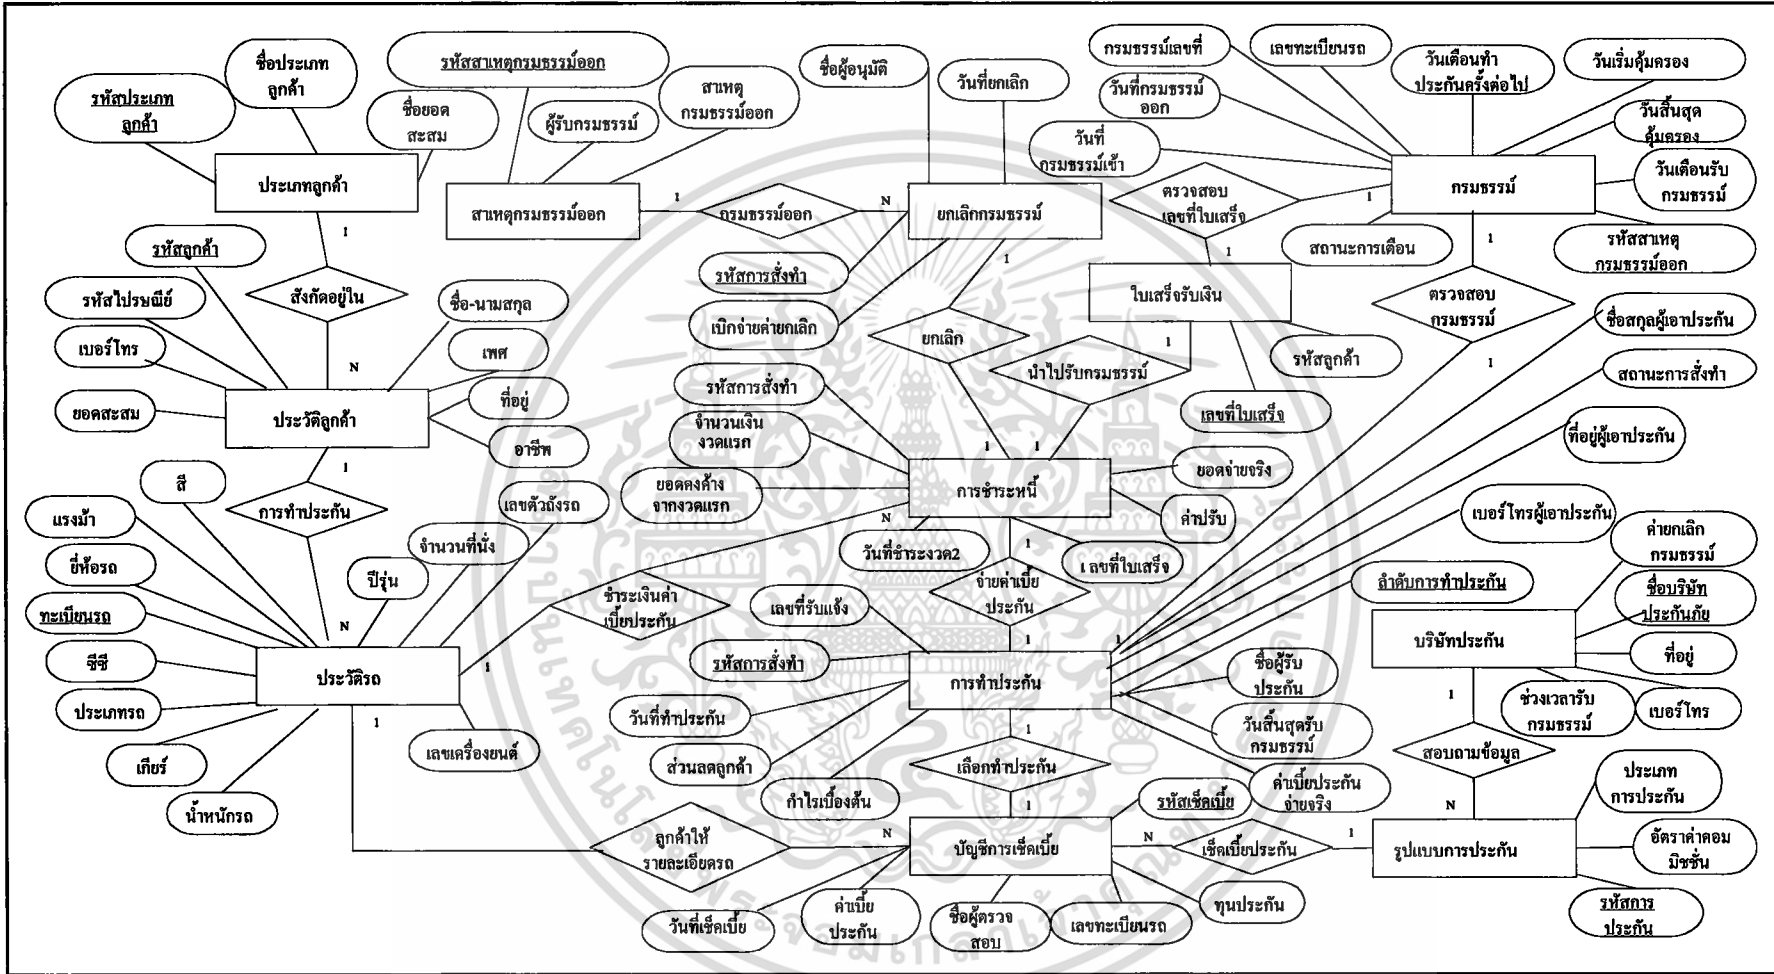 ชื่อประเภท
ลูกค้า
รหัสประเภท
ลูกค้า
ชื่อยอด
สะสม
ประเภทลูกค้า
1
สังกัดอยู่ใน
N
รหัสลูกค้า
รหัสไปรษณีย์
เบอร์โทร
ยอดสะสม
ชื่อ-นามสกุล
เพศ
ที่อยู่
อาชีพ
ประวัติลูกค้า
1
การทำประกัน
N
สี
แรงม้า
ยี่ห้อรถ
ทะเบียนรถ
ซีซี
ประเภทรถ
เกียร์
น้ำหนักรถ
เลขตัวถังรถ
จำนวนที่นั่ง
ปีรุ่น
เลขเครื่องยนต์
ประวัติรถ
1
1
รหัสสาเหตุกรมธรรม์ออก
ผู้รับกรมธรรม์
สาเหตุ
กรมธรรม์ออก
สาเหตุกรมธรรม์ออก
1
กรมธรรม์ออก
N
ชื่อผู้อนุมัติ
วันที่ยกเลิก
ยกเลิกกรมธรรม์
รหัสการสั่งทำ
เบิกจ่ายค่ายกเลิก
1
ยกเลิก
1
กรมธรรม์เลขที่
เลขทะเบียนรถ
วันเตือนทำ
ประกันครั้งต่อไป
วันเริ่มคุ้มครอง
วันที่กรมธรรม์
ออก
วันที่
กรมธรรม์เข้า
วันสิ้นสุด
คุ้มครอง
วันเตือนรับ
กรมธรรม์
กรมธรรม์
สถานะการเตือน
รหัสสาเหตุ
กรมธรรม์ออก
1
ตรวจสอบ
เลขที่ใบเสร็จ
1
ใบเสร็จรับเงิน
รหัสลูกค้า
เลขที่ใบเสร็จ
1
นำไปรับกรมธรรม์
1
1
ตรวจสอบ
กรมธรรม์
1
รหัสการสั่งทำ
จำนวนเงิน
งวดแรก
ยอดคงค้าง
จากงวดแรก
การชำระหนี้
ยอดจ่ายจริง
ค่าปรับ
วันที่ชำระงวด2
เลขที่ใบเสร็จ
N
ชำระเงินค่า
เบี้ยประกัน
1
จ่ายค่าเบี้ย
ประกัน
1
1
ชื่อสกุลผู้เอาประกัน
สถานะการสั่งทำ
ที่อยู่ผู้เอาประกัน
เบอร์โทรผู้เอาประกัน
ลำดับการทำประกัน
เลขที่รับแจ้ง
รหัสการสั่งทำ
วันที่ทำประกัน
ส่วนลดลูกค้า
กำไรเบื้องต้น
การทำประกัน
ชื่อผู้รับ
ประกัน
วันสิ้นสุดรับ
กรมธรรม์
ค่าเบี้ยประกัน
จ่ายจริง
1
เลือกทำประกัน
1
ค่ายกเลิก
กรมธรรม์
ชื่อบริษัท
ประกันภัย
บริษัทประกัน
ที่อยู่
ช่วงเวลารับ
กรมธรรม์
เบอร์โทร
1
สอบถามข้อมูล
N
ลูกค้าให้
รายละเอียดรถ
N
บัญชีการเช็คเบี้ย
รหัสเช็คเบี้ย
วันที่เช็คเบี้ย
ค่าเบี้ย
ประกัน
ชื่อผู้ตรวจ
สอบ
เลขทะเบียนรถ
ทุนประกัน
N
เช็คเบี้ยประกัน
1
รูปแบบการประกัน
ประเภท
การประกัน
อัตราค่าคอม
มิชชั่น
รหัสการ
ประกัน